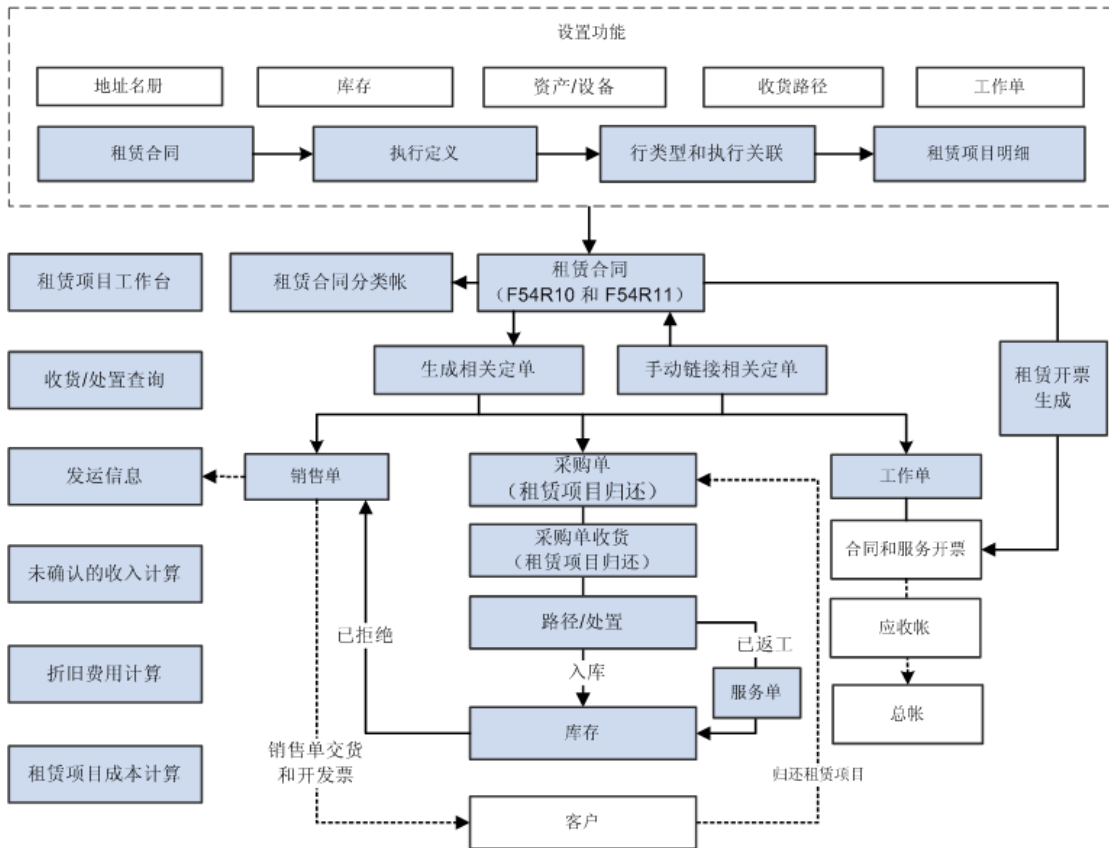 设置功能
地址名册
库存
资产/设备
收货路径
工作单
租赁合同
执行定义
行类型和执行关联
租赁项目明细
租赁项目工作台
租赁合同分类帐
租赁合同
（F54R10 和 F54R11）
收货/处置查询
生成相关定单
手动链接相关定单
租赁开票
生成
发运信息
销售单
采购单
（租赁项目归还）
工作单
未确认的收入计算
采购单收货
（租赁项目归还）
合同和服务开票
已拒绝
路径/处置
已返工
应收帐
折旧费用计算
入库
服务单
总帐
库存
租赁项目成本计算
销售单交货
和开发票
归还租赁项目
客户